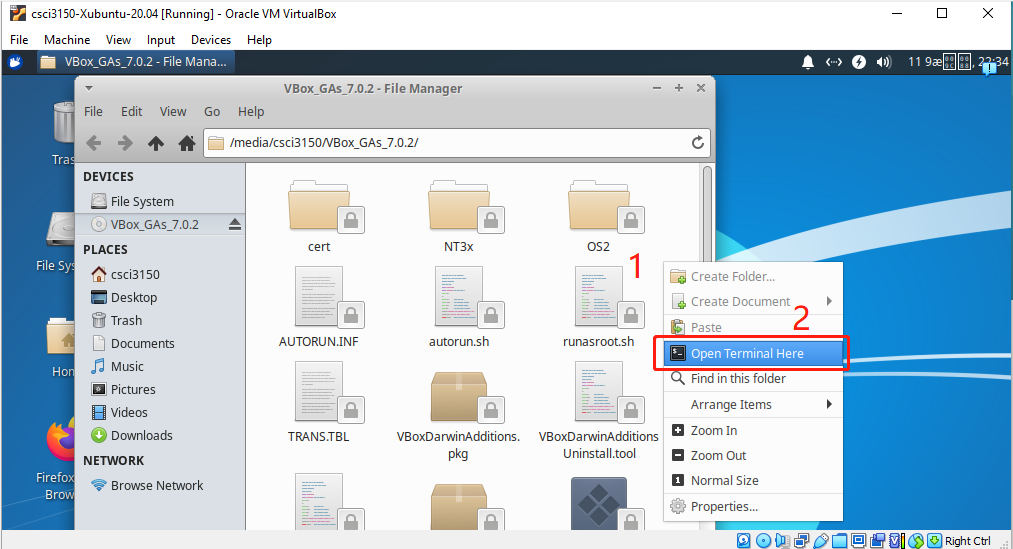 csci3150-Xubuntu-20.04 [Running] - Oracle VM VirtualBox
File Machine View Input Devices Help
VBox_GAs_7.0.2 - File Mana...
22:34
VBox_GAs_7.0.2 - File Manager
File Edit View Go Help
/media/csci3150/VBox_GAs_7.0.2/
DEVICES
File System
VBox_GAs_7.0.2
PLACES
csci3150
Desktop
Trash
Documents
Music
Pictures
Videos
Downloads
NETWORK
Browse Network
cert
NT3x
OS2
AUTORUN.INF
autorun.sh
runasroot.sh
TRANS.TBL
VBoxDarwinAdditions.
pkg
VBoxDarwinAdditions
Uninstall.tool
1
2
Create Folder...
Create Document
Paste
Open Terminal Here
Find in this folder
Arrange Items
Zoom In
Zoom Out
Normal Size
Properties...
Tras
File Sys
Hon
Firefox
Brow
Right Ctrl